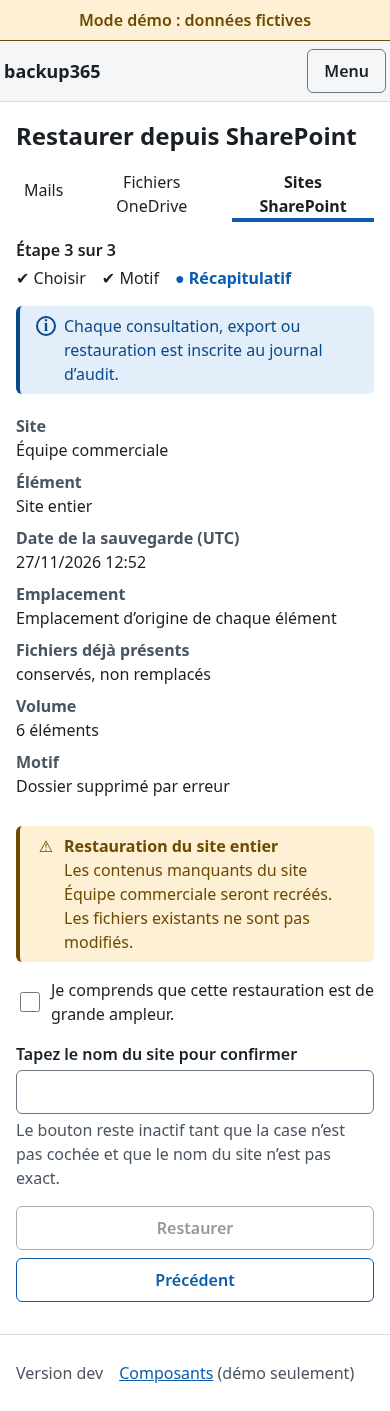 Mode démo : données fictives
backup365
Menu
Restaurer depuis SharePoint
Mails
Fichiers
OneDrive
Sites
SharePoint
Étape 3 sur 3
✔ Choisir ✔ Motif ● Récapitulatif
Chaque consultation, export ou
restauration est inscrite au journal
d’audit.
Site
Équipe commerciale
Élément
Site entier
Date de la sauvegarde (UTC)
27/11/2026 12:52
Emplacement
Emplacement d’origine de chaque élément
Fichiers déjà présents
conservés, non remplacés
Volume
6 éléments
Motif
Dossier supprimé par erreur
⚠ Restauration du site entier
Les contenus manquants du site
Équipe commerciale seront recréés.
Les fichiers existants ne sont pas
modifiés.
Je comprends que cette restauration est de
grande ampleur.
Tapez le nom du site pour confirmer
Le bouton reste inactif tant que la case n’est
pas cochée et que le nom du site n’est pas
exact.
Restaurer
Précédent
Version dev Composants (démo seulement)